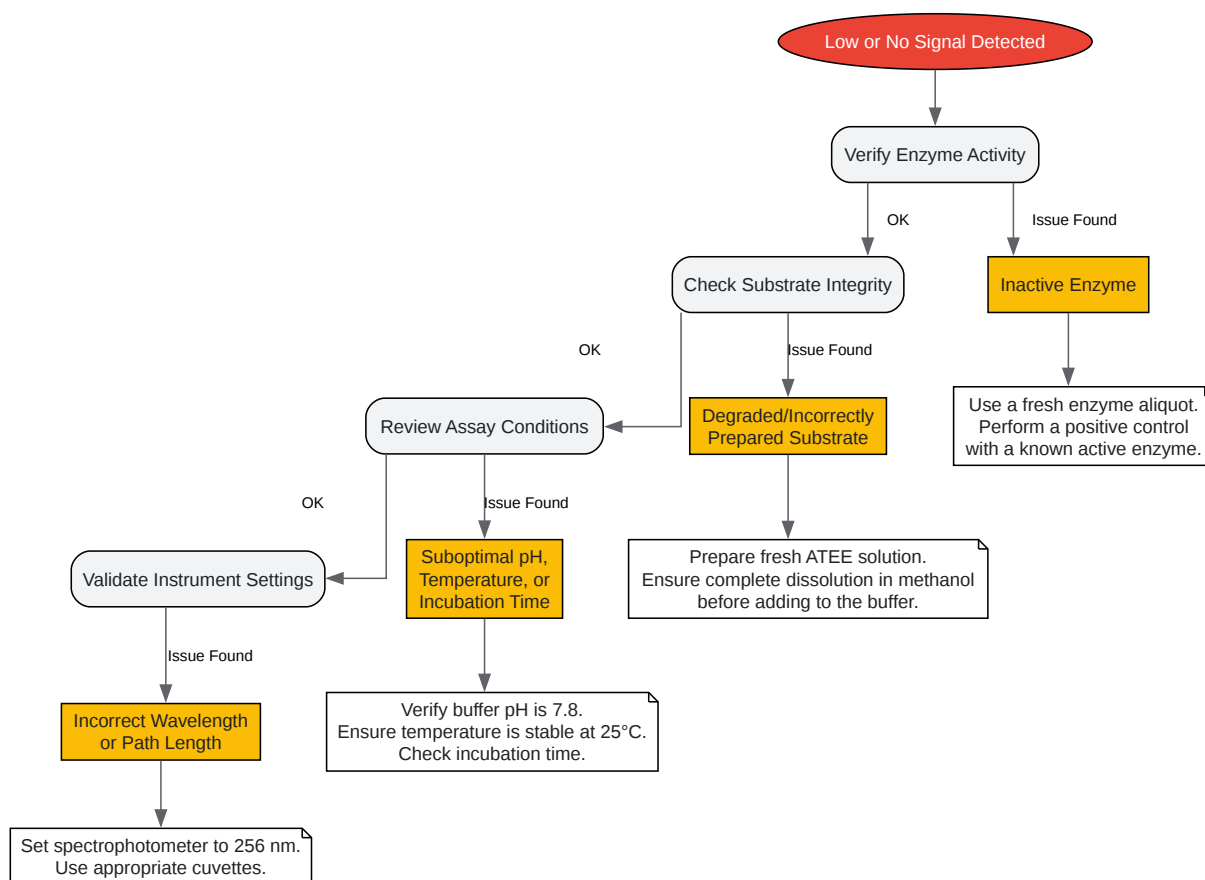 Low or No Signal Detected
Verify Enzyme Activity
OK
Issue Found
Check Substrate Integrity
Inactive Enzyme
OK
Issue Found
Use a fresh enzyme aliquot.
Perform a positive control
with a known active enzyme.
Review Assay Conditions
Degraded/Incorrectly
Prepared Substrate
OK
Issue Found
Prepare fresh ATEE solution.
Ensure complete dissolution in methanol
before adding to the buffer.
Validate Instrument Settings
Suboptimal pH,
Temperature, or
Incubation Time
Issue Found
Verify buffer pH is 7.8.
Ensure temperature is stable at 25°C.
Check incubation time.
Incorrect Wavelength
or Path Length
Set spectrophotometer to 256 nm.
Use appropriate cuvettes.